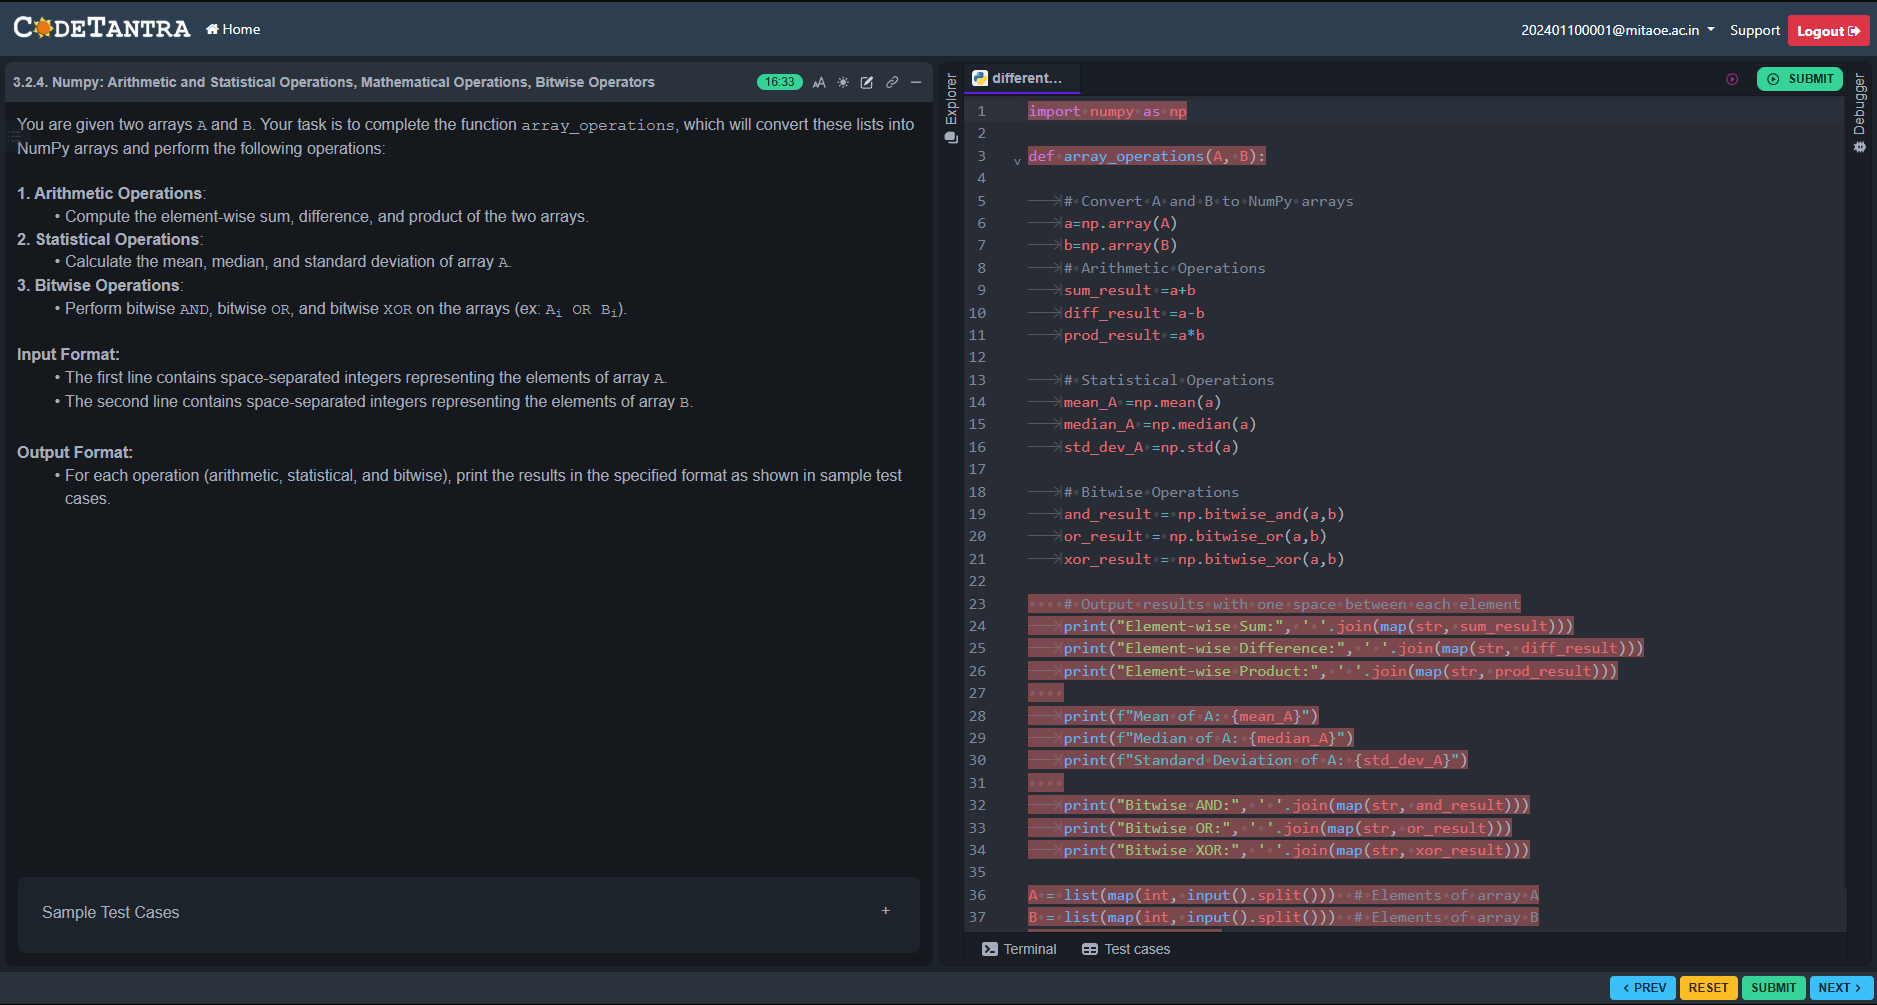 CODETANTRA Home
202401100001@mitaoe.ac.in Support Logout
3.2.4. Numpy: Arithmetic and Statistical Operations, Mathematical Operations, Bitwise Operators 16:33 AA
You are given two arrays A and B. Your task is to complete the function array_operations, which will convert these lists into
NumPy arrays and perform the following operations:
1. Arithmetic Operations:
• Compute the element-wise sum, difference, and product of the two arrays.
2. Statistical Operations:
• Calculate the mean, median, and standard deviation of array A.
3. Bitwise Operations:
• Perform bitwise AND, bitwise OR, and bitwise XOR on the arrays (ex: Ai OR Bi).
Input Format:
• The first line contains space-separated integers representing the elements of array A.
• The second line contains space-separated integers representing the elements of array B.
Output Format:
• For each operation (arithmetic, statistical, and bitwise), print the results in the specified format as shown in sample test
cases.
Sample Test Cases +
Explorer
different...
SUBMIT
Debugger
1 import numpy as np
2
3 def array_operations(A, B):
4
5 # Convert A and B to NumPy arrays
6 a=np.array(A)
7 b=np.array(B)
8 # Arithmetic Operations
9 sum_result =a+b
10 diff_result =a-b
11 prod_result =a*b
12
13 # Statistical Operations
14 mean_A =np.mean(a)
15 median_A =np.median(a)
16 std_dev_A =np.std(a)
17
18 # Bitwise Operations
19 and_result = np.bitwise_and(a,b)
20 or_result = np.bitwise_or(a,b)
21 xor_result = np.bitwise_xor(a,b)
22
23 # Output results with one space between each element
24 print("Element-wise Sum:", ' '.join(map(str, sum_result)))
25 print("Element-wise Difference:", ' '.join(map(str, diff_result)))
26 print("Element-wise Product:", ' '.join(map(str, prod_result)))
27
28 print(f"Mean of A: {mean_A}")
29 print(f"Median of A: {median_A}")
30 print(f"Standard Deviation of A: {std_dev_A}")
31
32 print("Bitwise AND:", ' '.join(map(str, and_result)))
33 print("Bitwise OR:", ' '.join(map(str, or_result)))
34 print("Bitwise XOR:", ' '.join(map(str, xor_result)))
35
36 A = list(map(int, input().split())) # Elements of array A
37 B = list(map(int, input().split())) # Elements of array B
Terminal Test cases
< PREV RESET SUBMIT NEXT >